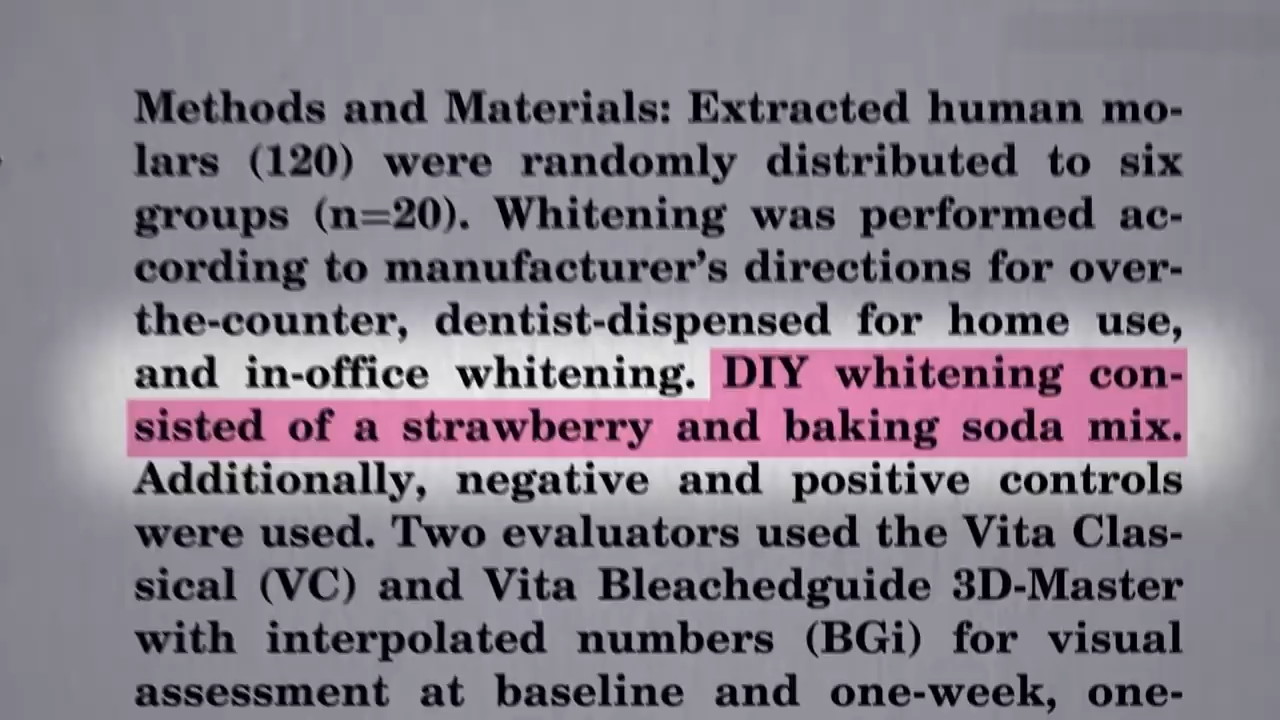 Methods and Materials: Extracted human mo-
lars (120) were randomly distributed to six
groups (n=20). Whitening was performed ac-
cording to manufacturer's directions for over-
the-counter, dentist-dispensed for home use,
and in-office whitening. DIY whitening con-
sisted of a strawberry and baking soda mix.
Additionally, negative and positive controls
were used. Two evaluators used the Vita Clas-
sical (VC) and Vita Bleachedguide 3D-Master
with interpolated numbers (BGi) for visual
assessment at baseline and one-week, one-